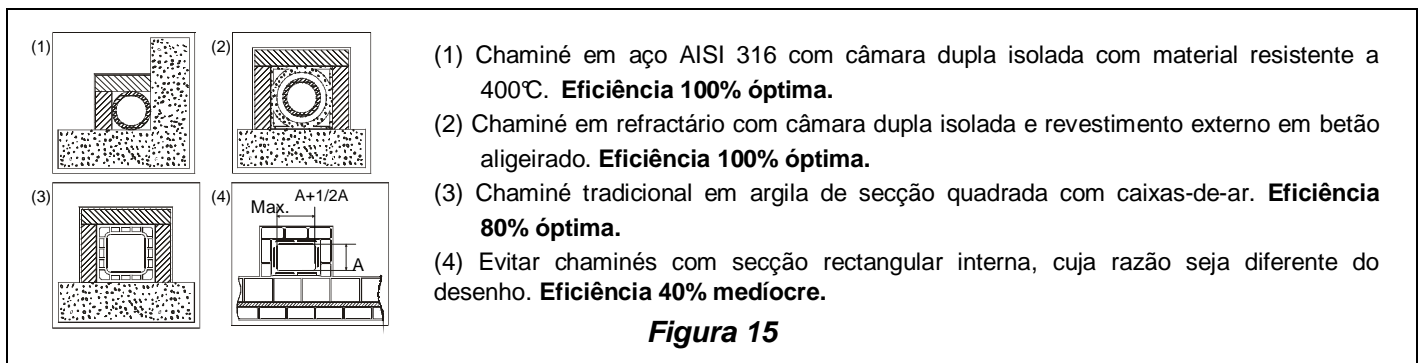 (1)
(2)
(3)
(4)
Max.
A+1/2A
A
(1) Chaminé em aço AISI 316 com câmara dupla isolada com material resistente a
400℃. Eficiência 100% óptima.
(2) Chaminé em refractário com câmara dupla isolada e revestimento externo em betão
aligeirado. Eficiência 100% óptima.
(3) Chaminé tradicional em argila de secção quadrada com caixas-de-ar. Eficiência
80% óptima.
(4) Evitar chaminés com secção rectangular interna, cuja razão seja diferente do
desenho. Eficiência 40% medíocre.
Figura 15